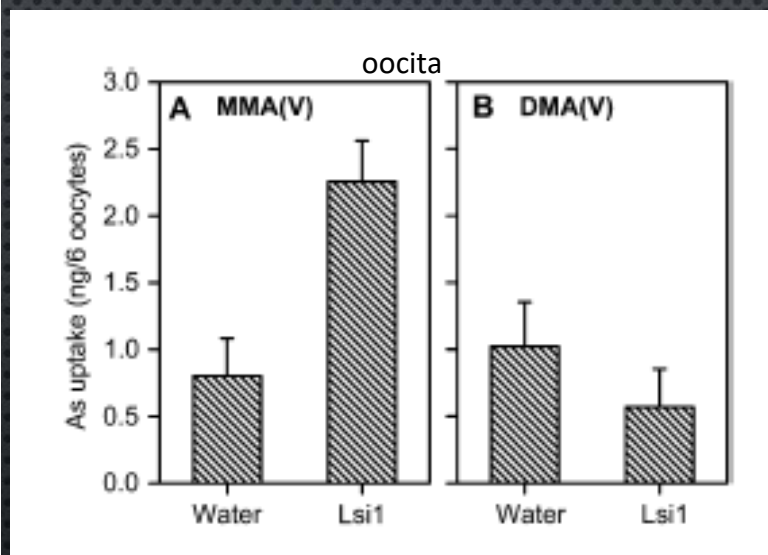 oocita
A MMA(V)
B DMA(V)
As uptake (ng/6 oocytes)
3.0
2.5
2.0
1.5
1.0
0.5
0.0
Water
Lsi1
Water
Lsi1